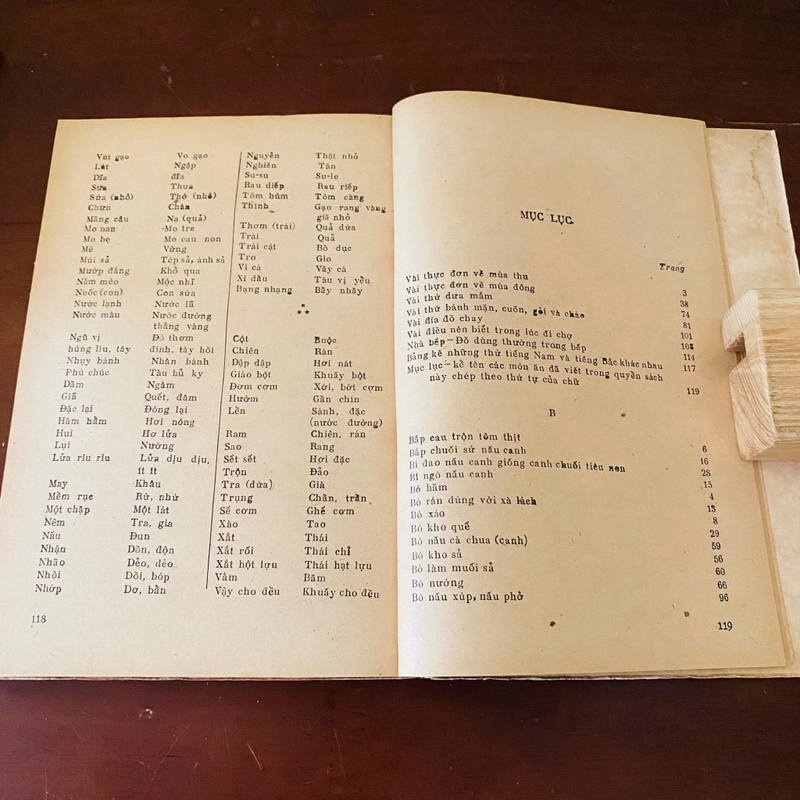 Vút gạo Vo gạo
Lút Ngập
Dĩa đĩa
Sưa Thua
Sứa (nhỏ) Thớ (nhỏ)
Chưn Chân
Mãng cầu Na (quả)
Mo nan Mo tre
Mo bẹ Mo cau non
Mè Vừng
Múi sả Tép sả, ánh sả
Mướp đắng Khổ qua
Nấm mèo Mộc nhĩ
Nuốc (con) Con sứa
Nước lạnh Nước lã
Nước màu Nước đường
thắng vàng
Nguyễn Thật nhỏ
Nghiền Tán
Su-su Su-le
Rau diếp Rau riếp
Tôm hùm Tôm càng
Thính Gạo rang vàng
giã nhỏ
Thơm (trái) Quả dứa
Trái Quả
Trái cật Bồ dục
Tro Gio
Vi cá Vây cá
Xì dầu Tàu vị yều
Bạng nhạng Bầy nhầy
Ngũ vị Đồ thơm
húng lìu, tây đinh, tây hồi
Nhụy bánh Nhân bánh
Phù chúc Tàu hủ ky
Dầm Ngâm
Giã Quết, đâm
Đặc lại Đông lại
Hâm hẩm Hơi nóng
Hui Hơ lửa
Lụi Nướng
Lửa riu riu Lửa dịu dịu,
ít ít
May Khâu
Mềm rục Rừ, nhừ
Một chặp Một lát
Ném Tra, gia
Nấu Đun
Nhận Dồn, độn
Nhão Dẻo, dẻo
Nhồi Dồi, bóp
Nhớp Dơ, bẩn
Cột Buộc
Chiên Rán
Dập dập Hơi nát
Giáo bột Khuấy bột
Đơm cơm Xới, bớt cơm
Hườm Gần chín
Lền Sánh, đặc
(nước đường)
Ram Chiên, rán
Sao Rang
Sết sết Hơi đặc
Trộn Đảo
Tra (dừa) Già
Trụng Chần, trần
Sế cơm Ghế cơm
Xào Tao
Xắt Thái
Xắt rối Thái chỉ
Xắt hột lựu Thái hạt lựu
Vằm Băm
Vậy cho đều Khuấy cho đều
118
MỤC LỤC
Trang
Vài thực đơn về mùa thu 3
Vài thực đơn về mùa đông 38
Vài thứ dưa mắm 74
Vài thứ bánh mặn, cuốn, gỏi và cháo 81
Vài đĩa đồ chay 101
Vài điều nên biết trong lúc đi chợ
Nhà bếp — Đồ dùng thường trong bếp 114
Bảng kê những thứ tiếng Nam và tiếng Bắc khác nhau 117
Mục lục — kể tên các món ăn đã viết trong quyển sách
này chép theo thứ tự của chữ 119
B
Bắp cau trộn tôm thịt 6
Bắp chuối sứ nấu canh 16
Bí đao nấu canh giống canh chuối tiêu non 28
Bí ngô nấu canh 15
Bò hầm 4
Bò rán dùng với xà lách 13
Bò xào 8
Bò kho quế 29
Bò nấu cà chua (canh) 59
Bò kho sả 56
Bò làm muối sả 60
Bò nướng 66
Bò nấu xúp, nấu phở 96
119